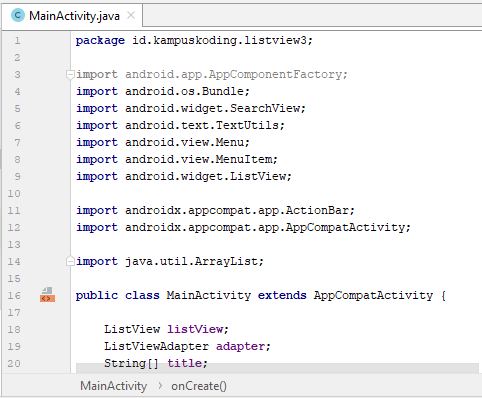 MainActivity.java
1 package id.kampuskoding.listview3;
2
3 import android.app.AppComponentFactory;
4 import android.os.Bundle;
5 import android.widget.SearchView;
6 import android.text.TextUtils;
7 import android.view.Menu;
8 import android.view.MenuItem;
9 import android.widget.ListView;
10
11 import androidx.appcompat.app.ActionBar;
12 import androidx.appcompat.app.AppCompatActivity;
13
14 import java.util.ArrayList;
15
16 public class MainActivity extends AppCompatActivity {
17
18 ListView listView;
19 ListViewAdapter adapter;
20 String[] title;
MainActivity › onCreate()